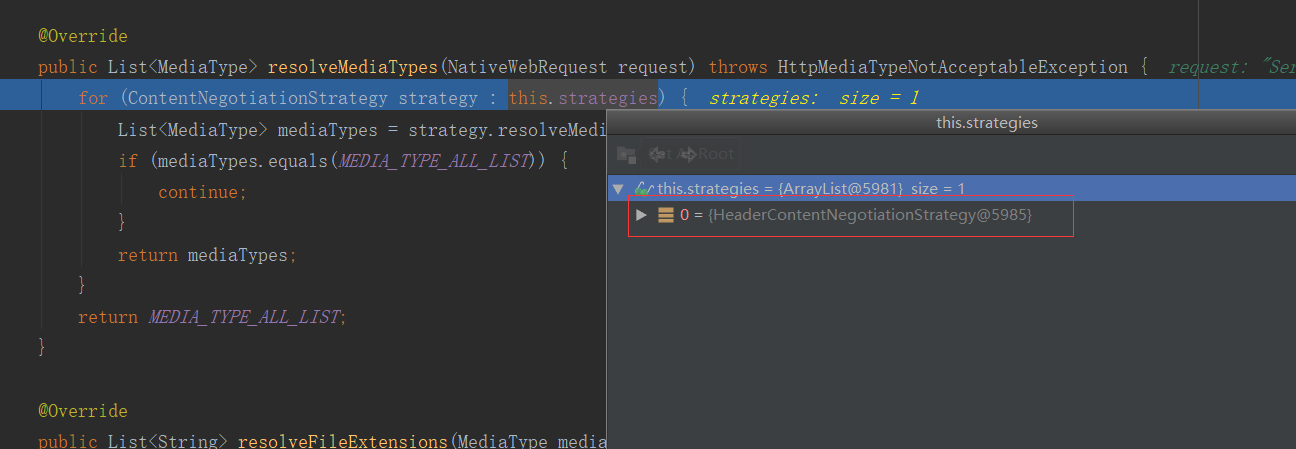 @Override
public List<MediaType> resolveMediaTypes(NativeWebRequest request) throws HttpMediaTypeNotAcceptableException { request: "Ser
for (ContentNegotiationStrategy strategy : this.strategies) { strategies: size = 1
List<MediaType> mediaTypes = strategy.resolveMedi
if (mediaTypes.equals(MEDIA_TYPE_ALL_LIST)) {
continue;
}
return mediaTypes;
}
return MEDIA_TYPE_ALL_LIST;
}
@Override
public List<String> resolveFileExtensions(MediaType media
this.strategies
Set As Root
this.strategies = {ArrayList@5981} size = 1
0 = {HeaderContentNegotiationStrategy@5985}